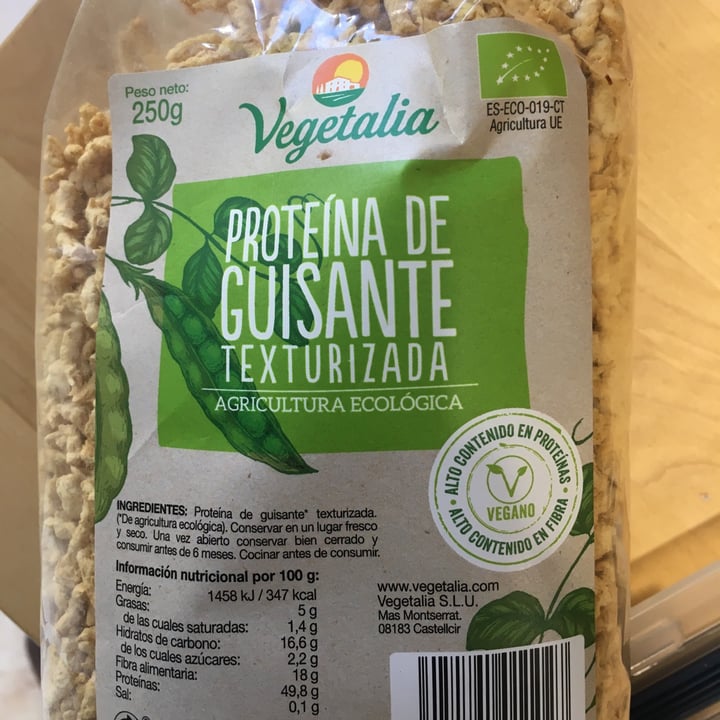 Peso neto:
250g
Vegetalia
ES-ECO-019-CT
Agricultura UE
PROTEÍNA DE
GUISANTE
TEXTURIZADA
AGRICULTURA ECOLÓGICA
ALTO CONTENIDO EN PROTEÍNAS
VEGANO
ALTO CONTENIDO EN FIBRA
INGREDIENTES: Proteína de guisante* texturizada.
(*De agricultura ecológica). Conservar en un lugar fresco
y seco. Una vez abierto conservar bien cerrado y
consumir antes de 6 meses. Cocinar antes de consumir.
Información nutricional por 100 g:
Energía: 1458 kJ / 347 kcal
Grasas: 5 g
de las cuales saturadas: 1,4 g
Hidratos de carbono: 16,6 g
de los cuales azúcares: 2,2 g
Fibra alimentaria: 18 g
Proteínas: 49,8 g
Sal: 0,1 g
www.vegetalia.com
Vegetalia S.L.U.
Mas Montserrat.
08183 Castellcir